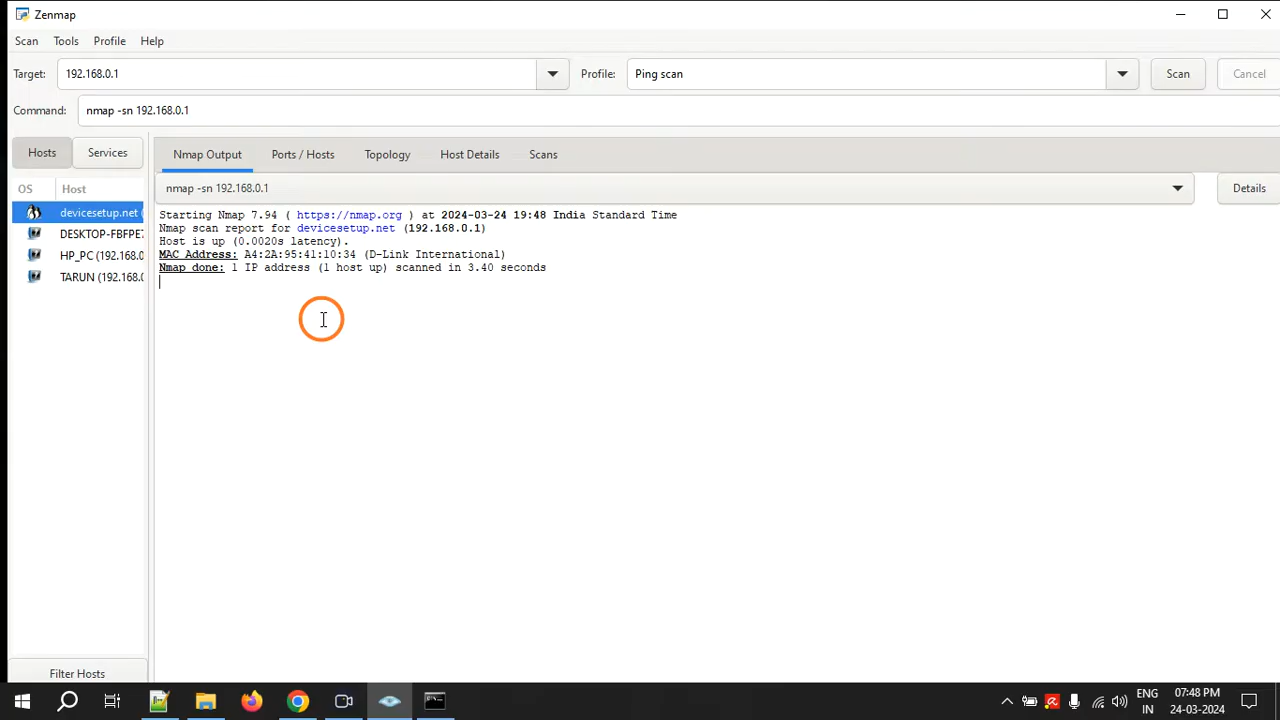 Zenmap
Scan Tools Profile Help
Target: 192.168.0.1 Profile: Ping scan Scan Cancel
Command: nmap -sn 192.168.0.1
Hosts Services
Nmap Output Ports / Hosts Topology Host Details Scans
OS Host
nmap -sn 192.168.0.1 Details
devicesetup.net (
DESKTOP-FBFPE7
HP_PC (192.168.0
TARUN (192.168.0
Starting Nmap 7.94 ( https://nmap.org ) at 2024-03-24 19:48 India Standard Time
Nmap scan report for devicesetup.net (192.168.0.1)
Host is up (0.0020s latency).
MAC Address: A4:2A:95:41:10:34 (D-Link International)
Nmap done: 1 IP address (1 host up) scanned in 3.40 seconds
Filter Hosts
ENG
IN
07:48 PM
24-03-2024